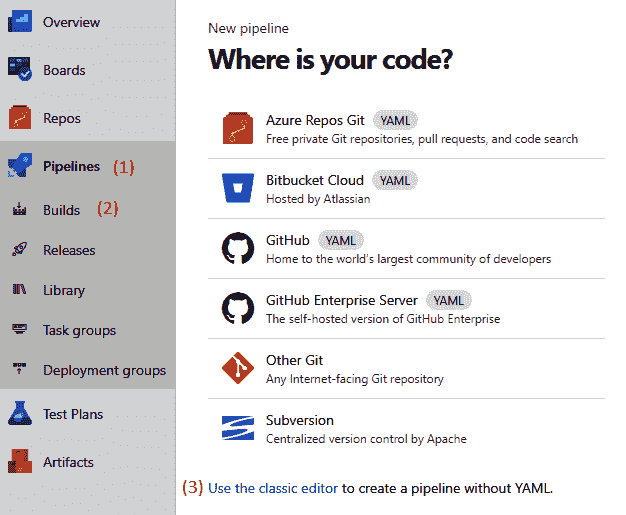 Overview
Boards
Repos
Pipelines (1)
Builds (2)
Releases
Library
Task groups
Deployment groups
Test Plans
Artifacts
New pipeline
Where is your code?
Azure Repos Git YAML
Free private Git repositories, pull requests, and code search
Bitbucket Cloud YAML
Hosted by Atlassian
GitHub YAML
Home to the world's largest community of developers
GitHub Enterprise Server YAML
The self-hosted version of GitHub Enterprise
Other Git
Any Internet-facing Git repository
Subversion
Centralized version control by Apache
(3) Use the classic editor to create a pipeline without YAML.